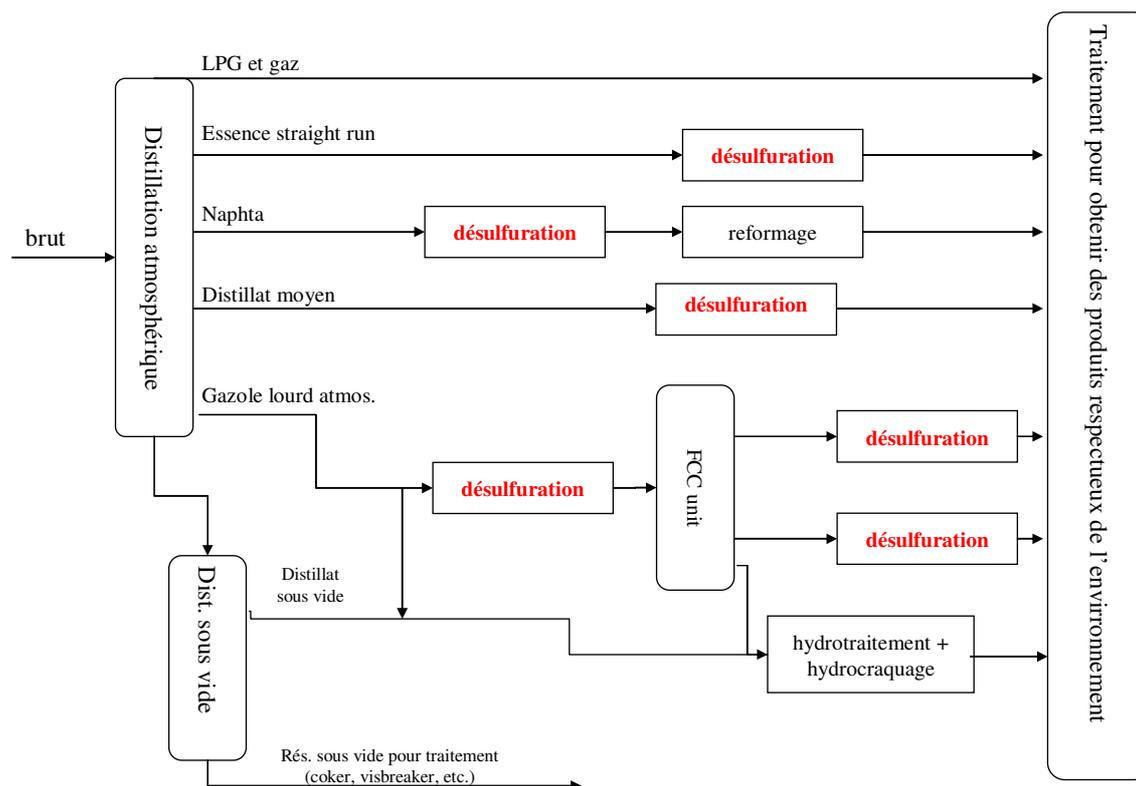 LPG et gaz
Essence straight run
désulfuration
Naphta
désulfuration
reformage
brut
Distillation atmosphérique
Distillat moyen
désulfuration
Gazole lourd atmos.
désulfuration
FCC unit
désulfuration
désulfuration
Dist. sous vide
Distillat
sous vide
hydrotraitement +
hydrocraquage
Rés. sous vide pour traitement
(coker, visbreaker, etc.)
Traitement pour obtenir des produits respectueux de l'environnement